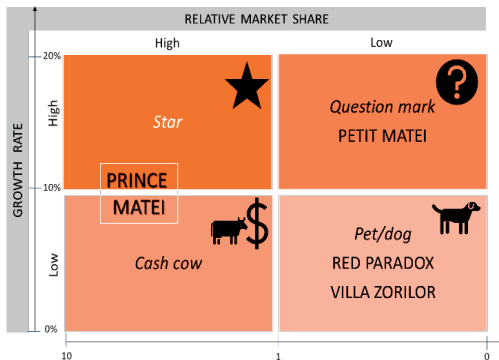 RELATIVE MARKET SHARE
High
Low
GROWTH RATE
20%
High
10%
Low
0%
Star
?
Question mark
PETIT MATEI
PRINCE
MATEI
$
Cash cow
Pet/dog
RED PARADOX
VILLA ZORILOR
10
1
0